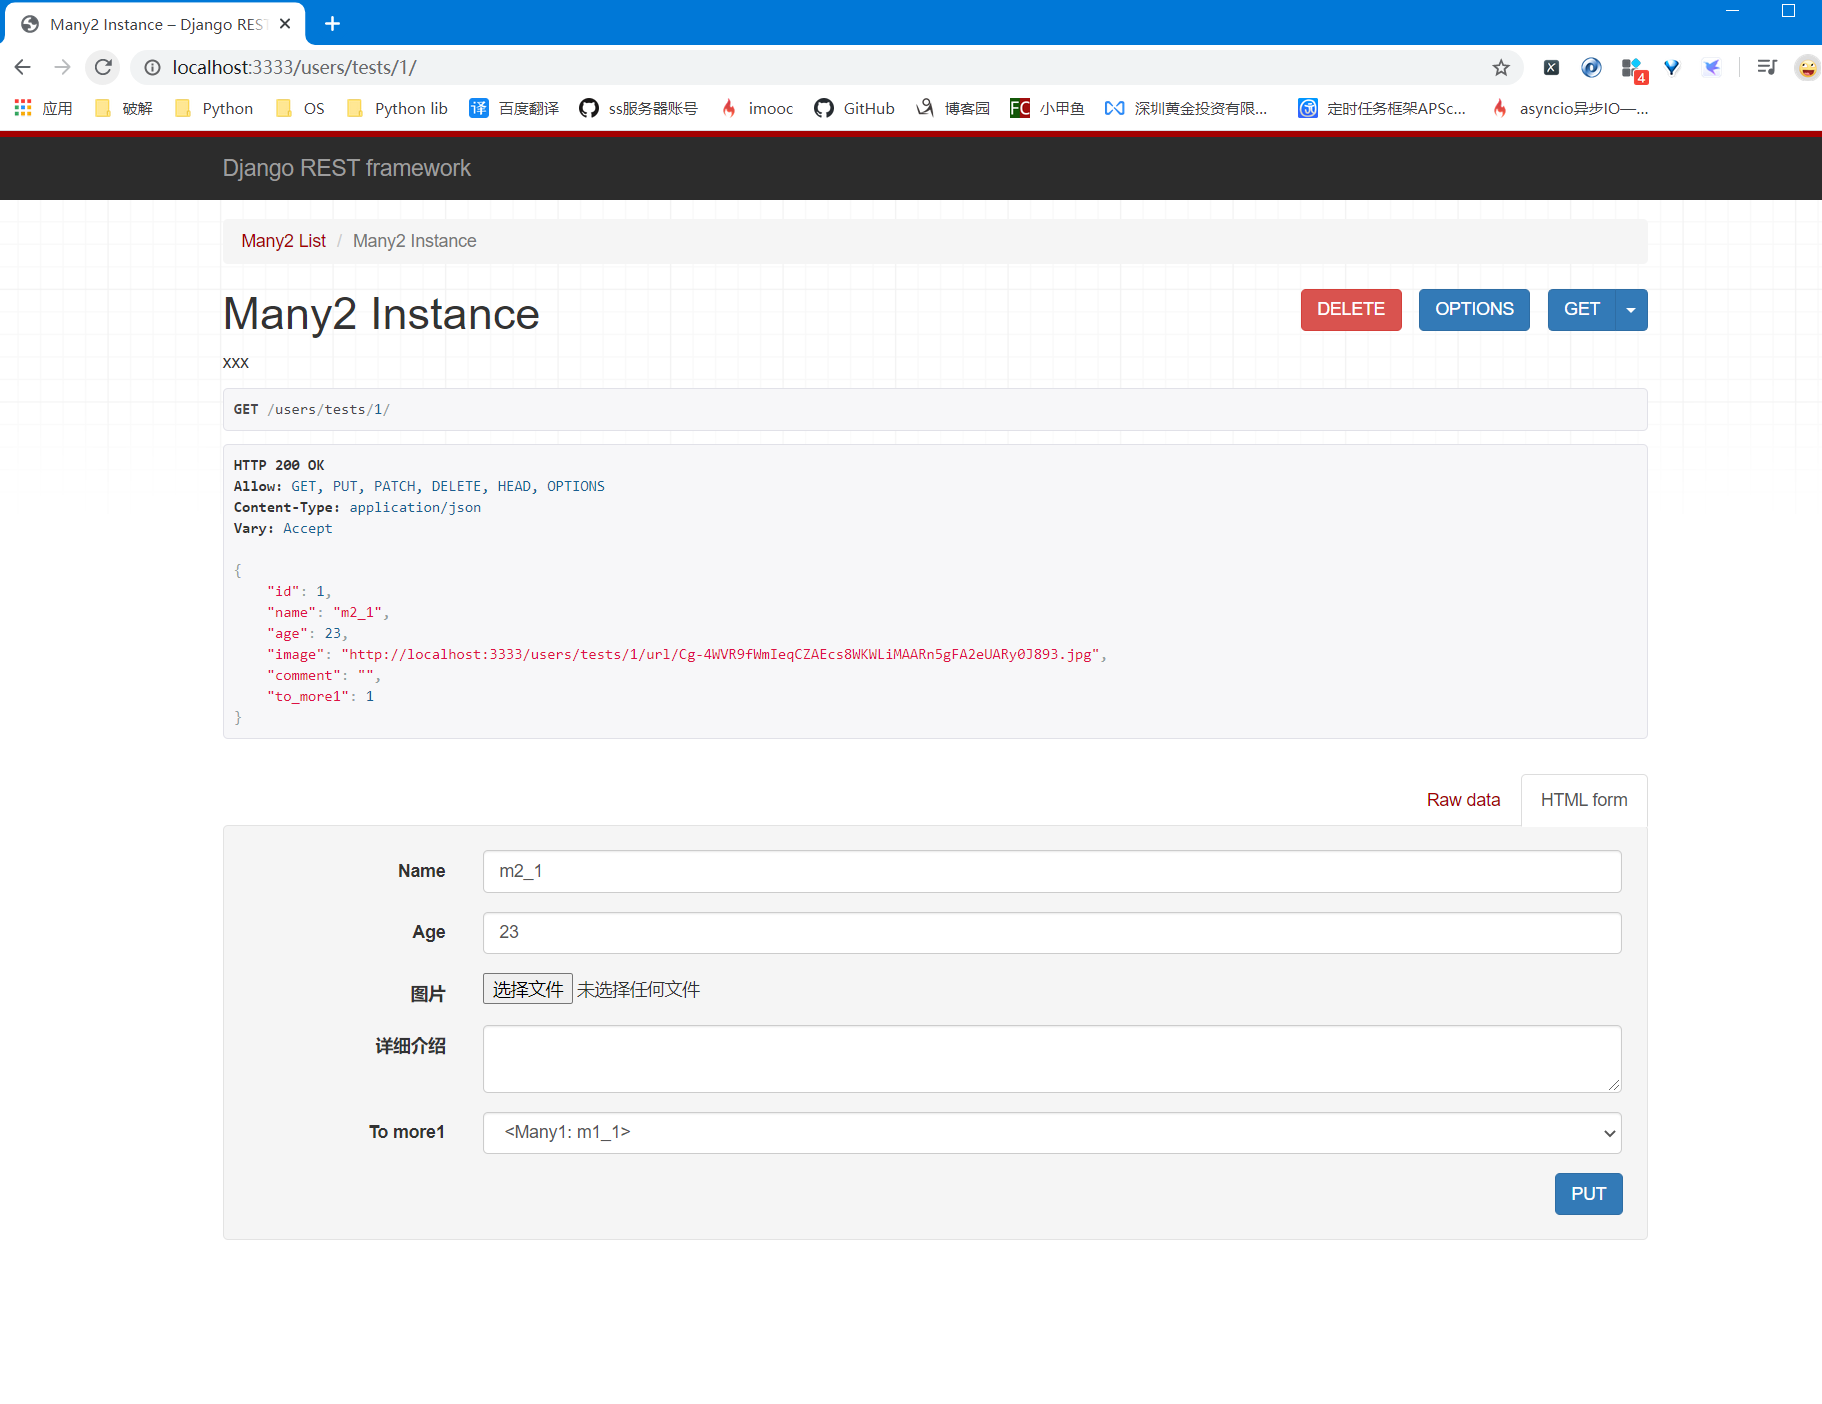 Many2 Instance – Django REST
localhost:3333/users/tests/1/
4
应用 破解 Python OS Python lib 译 百度翻译 ss服务器账号 imooc GitHub 博客园 FC 小甲鱼 深圳黄金投资有限... 定时任务框架APSc... asyncio异步IO—...
Django REST framework
Many2 List / Many2 Instance
Many2 Instance
DELETE OPTIONS GET
xxx
GET /users/tests/1/
HTTP 200 OK
Allow: GET, PUT, PATCH, DELETE, HEAD, OPTIONS
Content-Type: application/json
Vary: Accept
{
"id": 1,
"name": "m2_1",
"age": 23,
"image": "http://localhost:3333/users/tests/1/url/Cg-4WVR9fWmIeqCZAEcs8WKWLiMAARn5gFA2eUARy0J893.jpg",
"comment": "",
"to_more1": 1
}
Raw data HTML form
Name m2_1
Age 23
图片 选择文件 未选择任何文件
详细介绍
To more1 <Many1: m1_1>
PUT